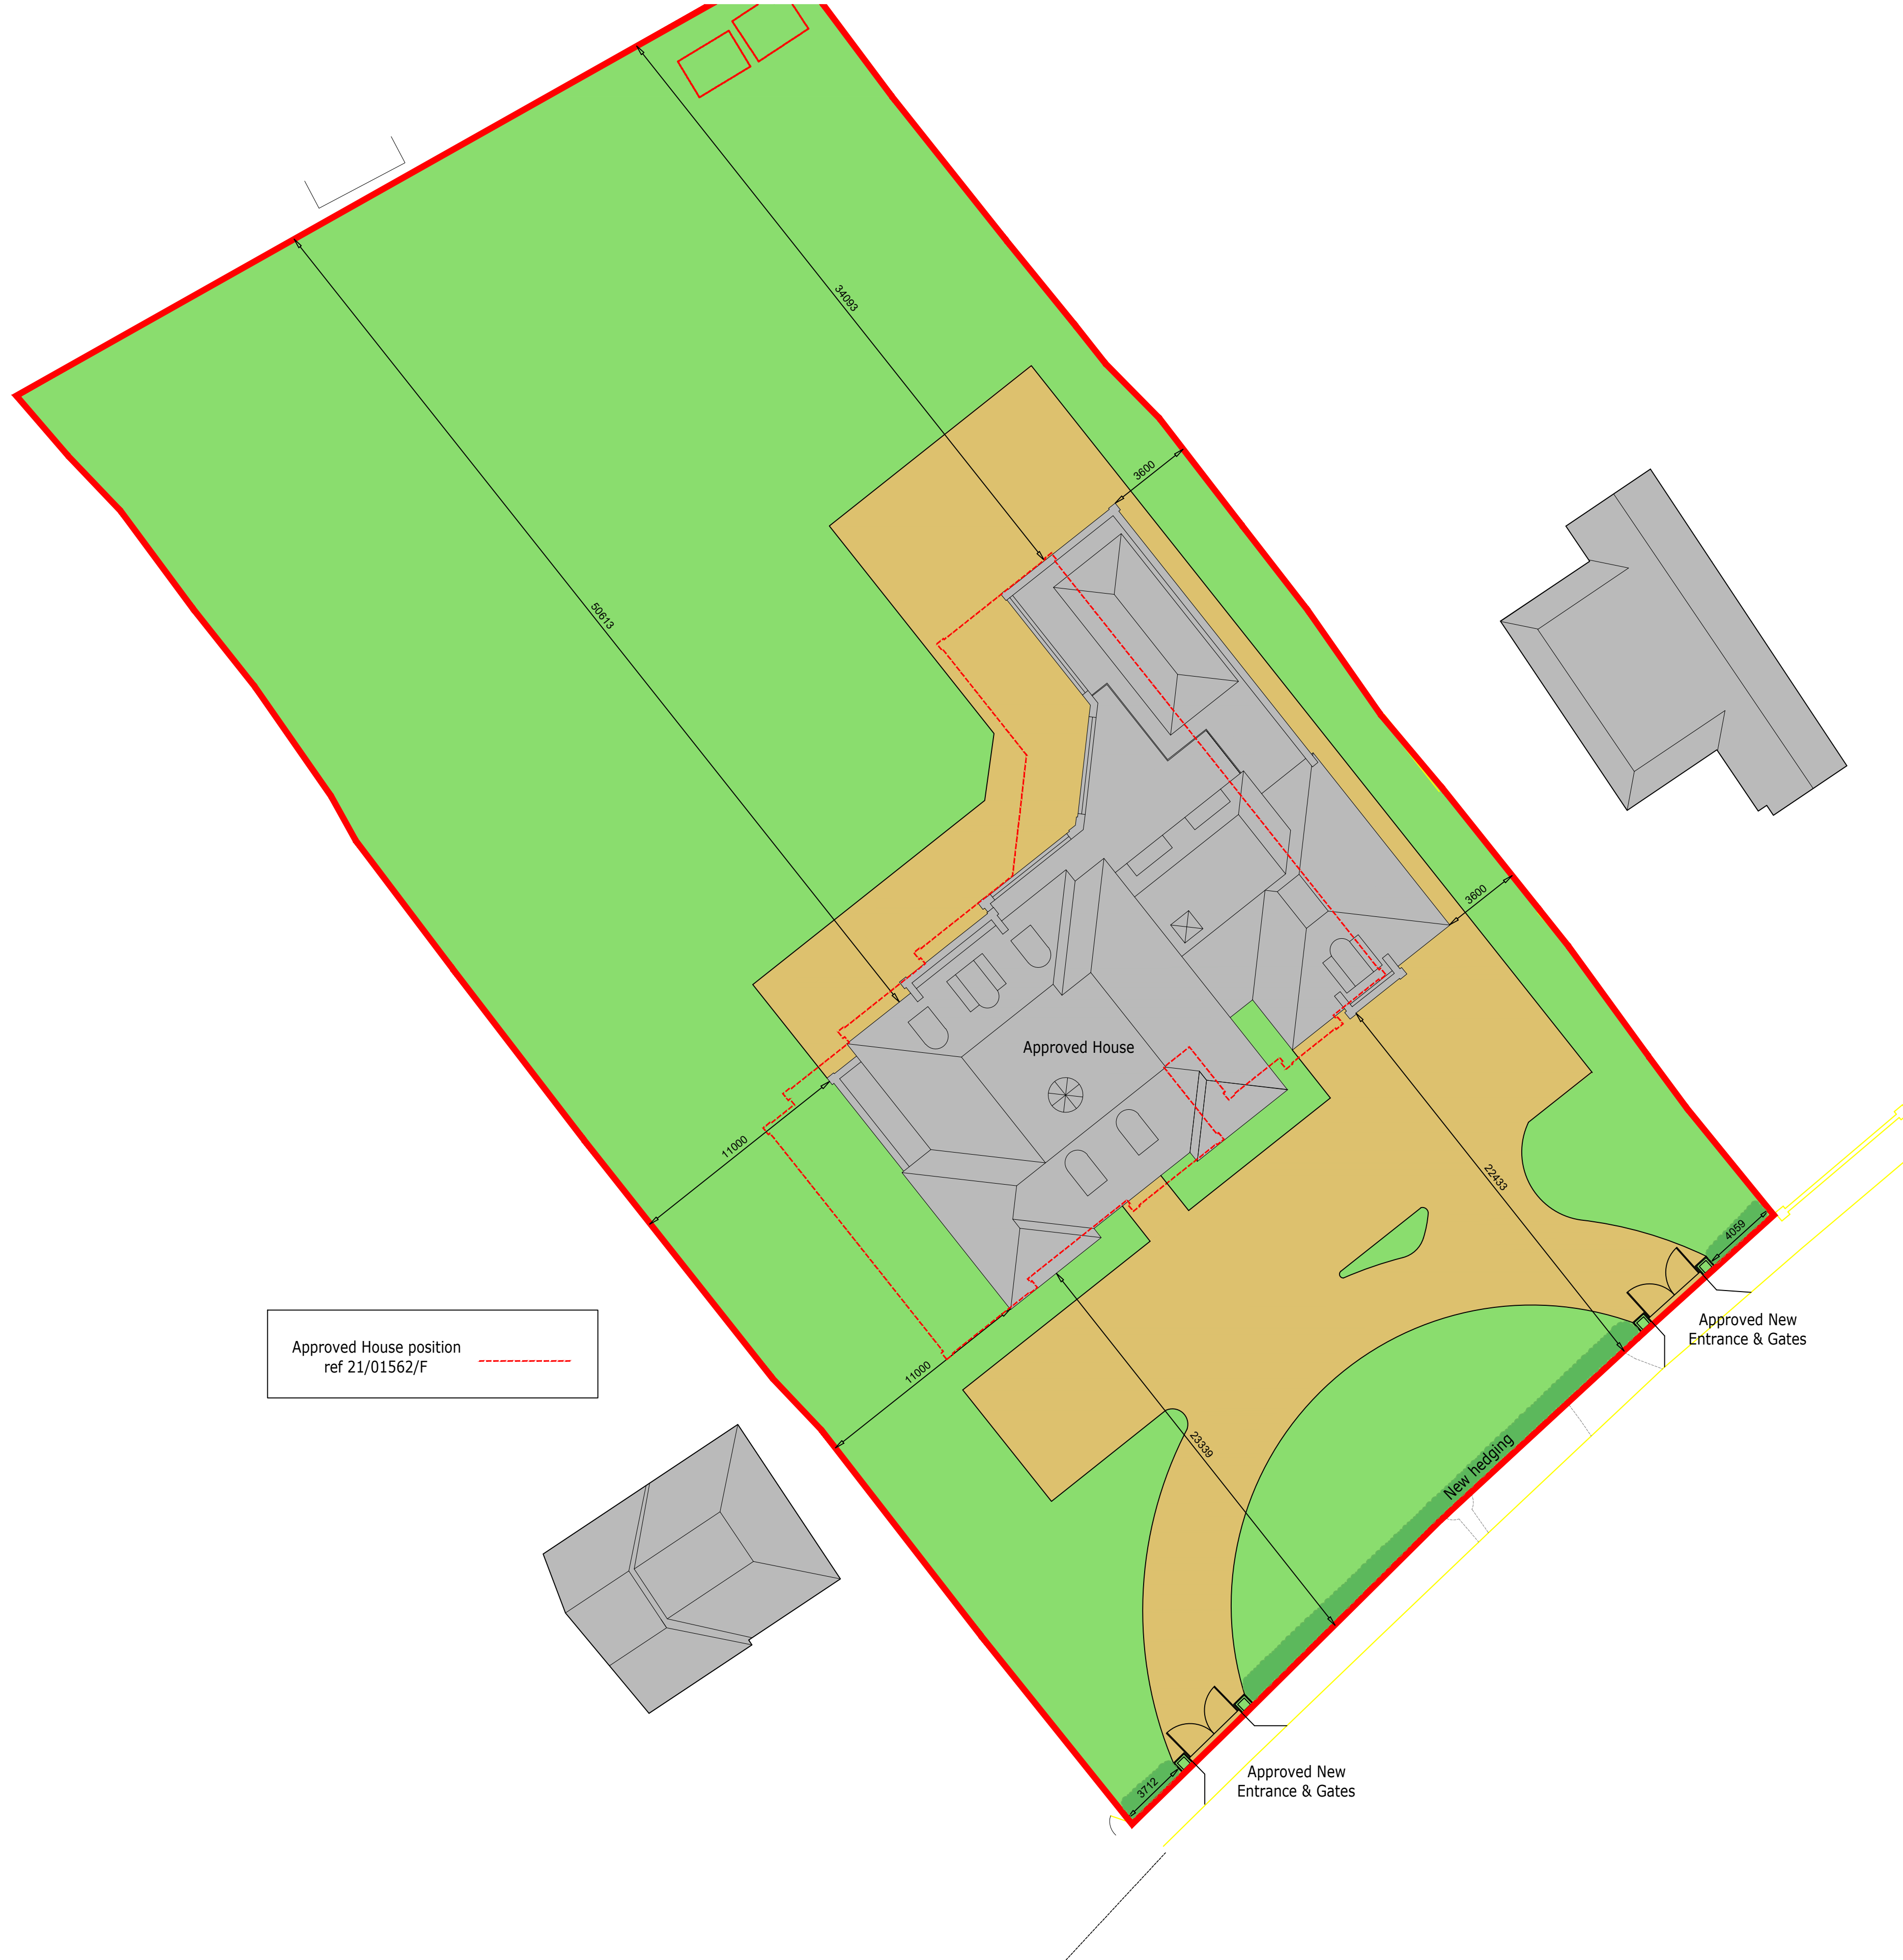 34093
3600
50613
3600
Approved House
11000
22433
4059
Approved New
Entrance & Gates
Approved House position
ref 21/01562/F
11000
23339
New hedging
Approved New
Entrance & Gates
3712